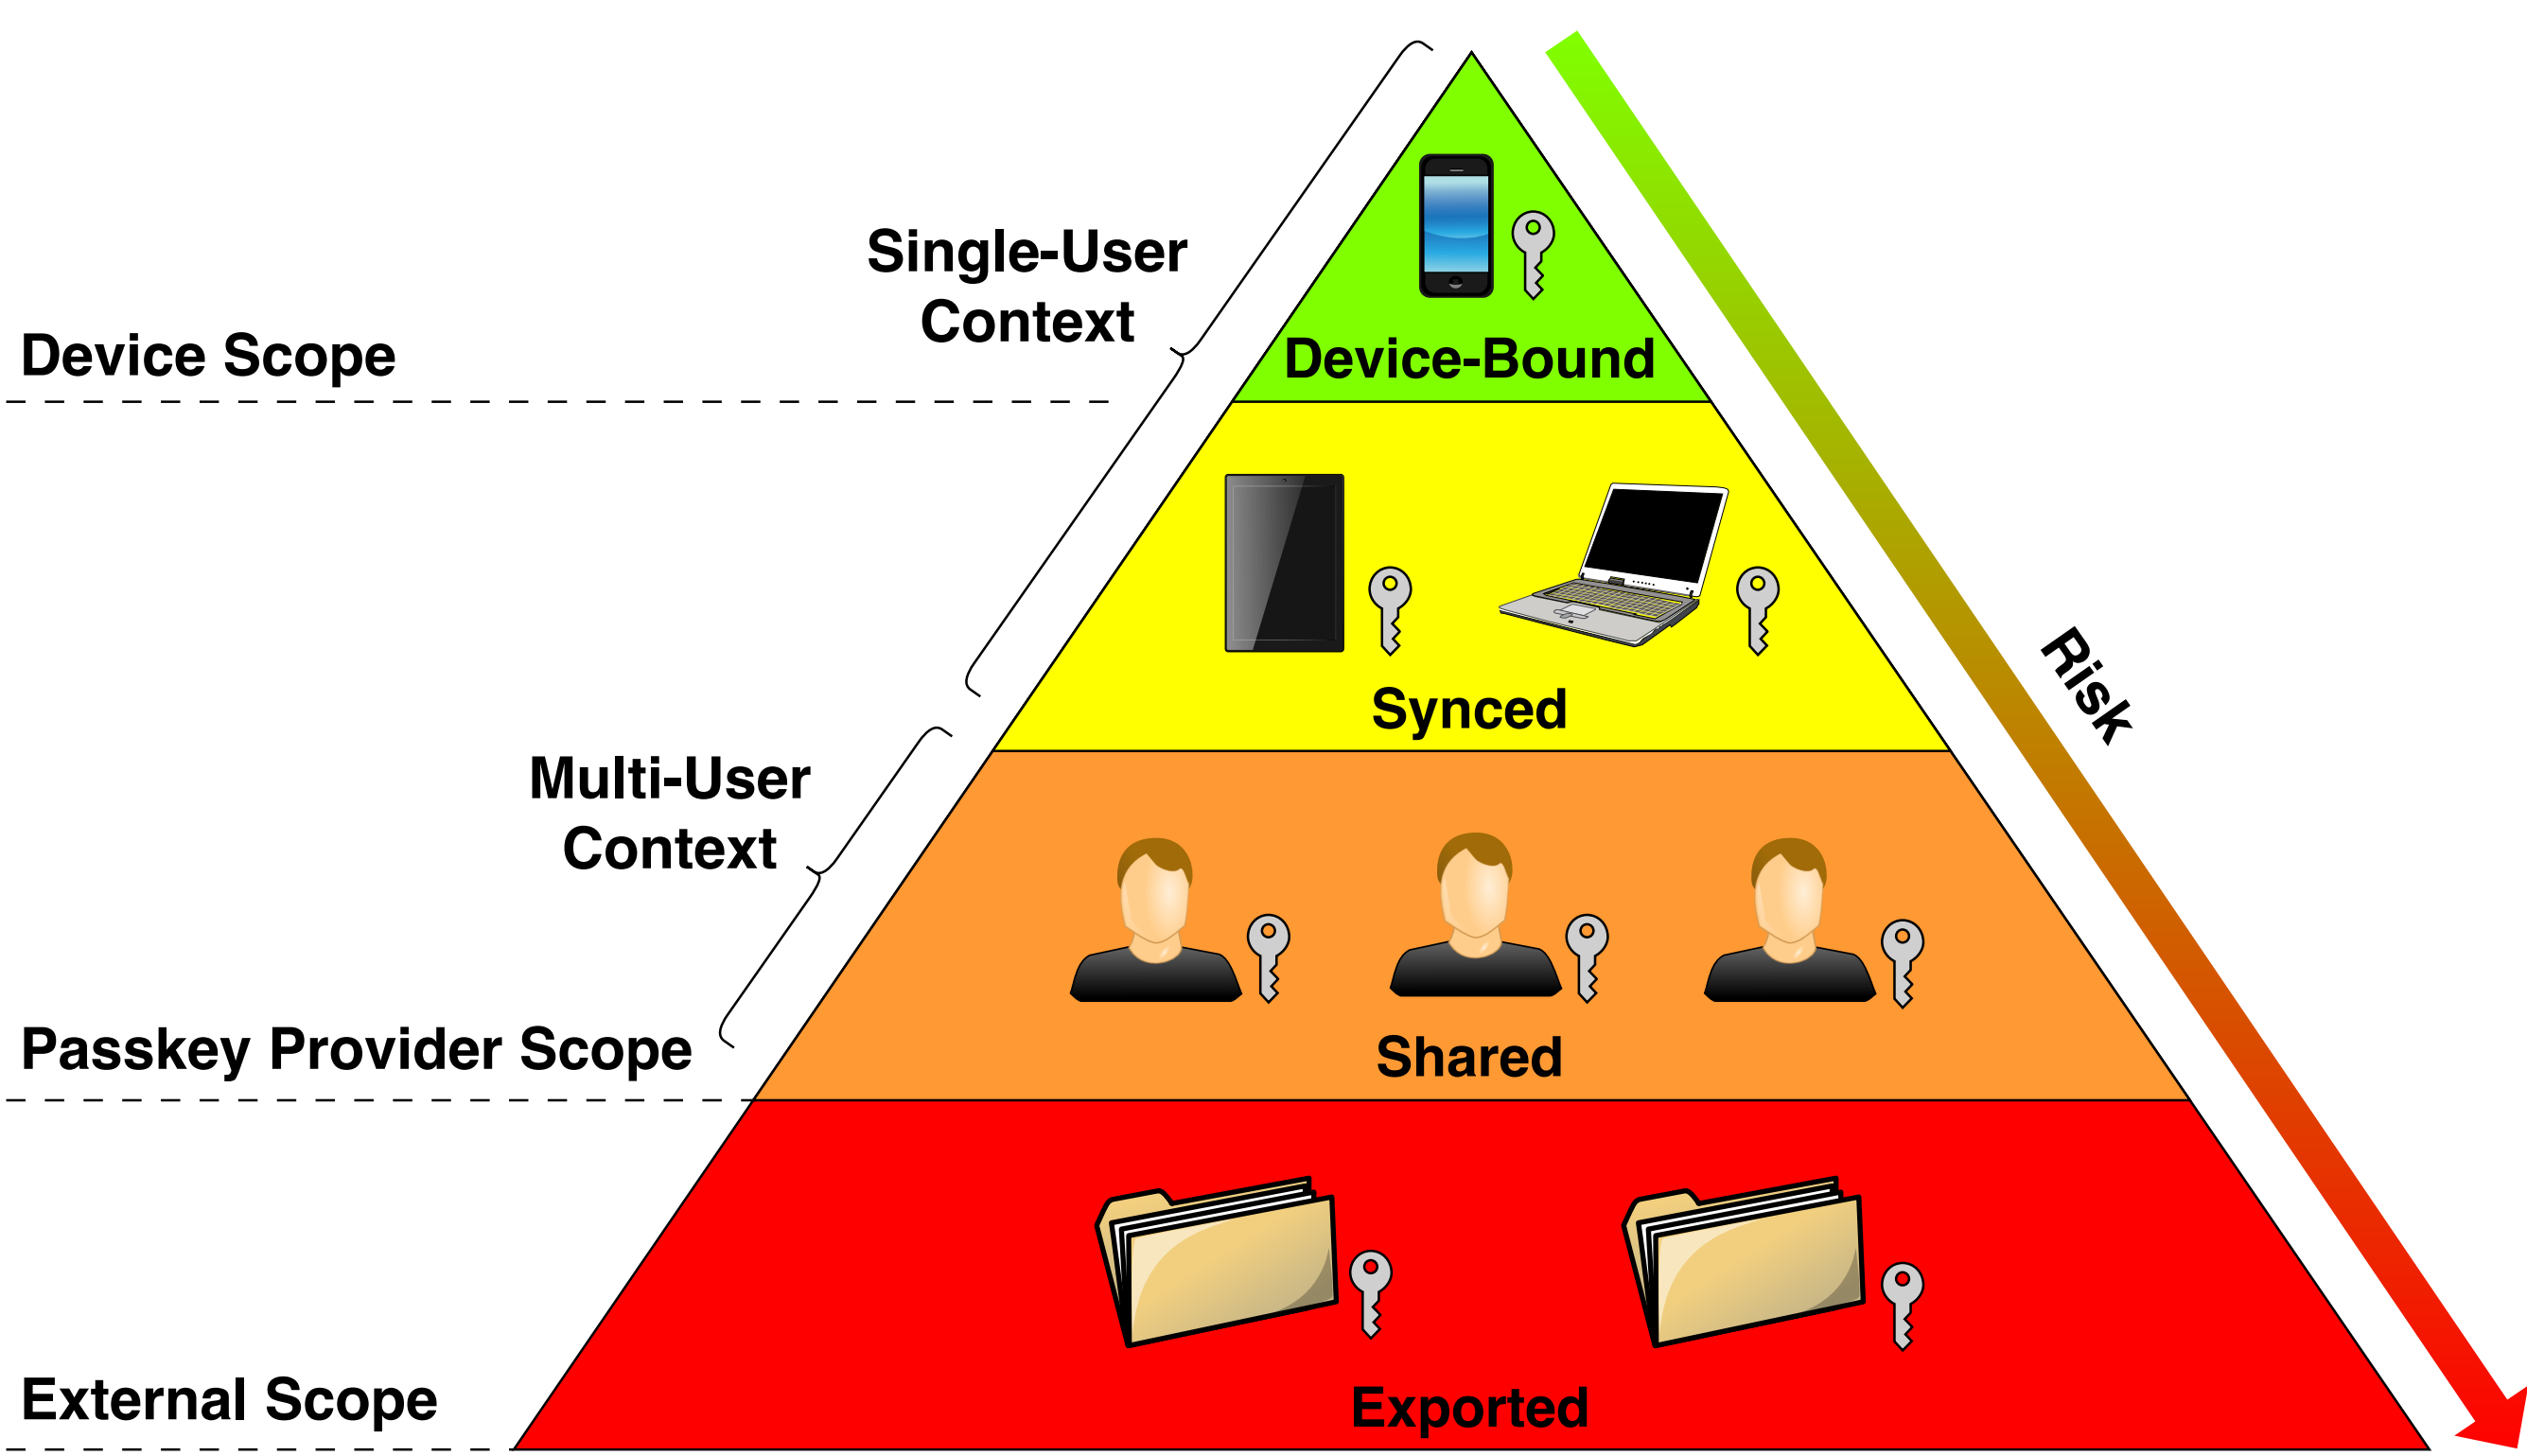 Single-User
Context
Device Scope
Device-Bound
Risk
Synced
Multi-User
Context
Passkey Provider Scope
Shared
External Scope
Exported